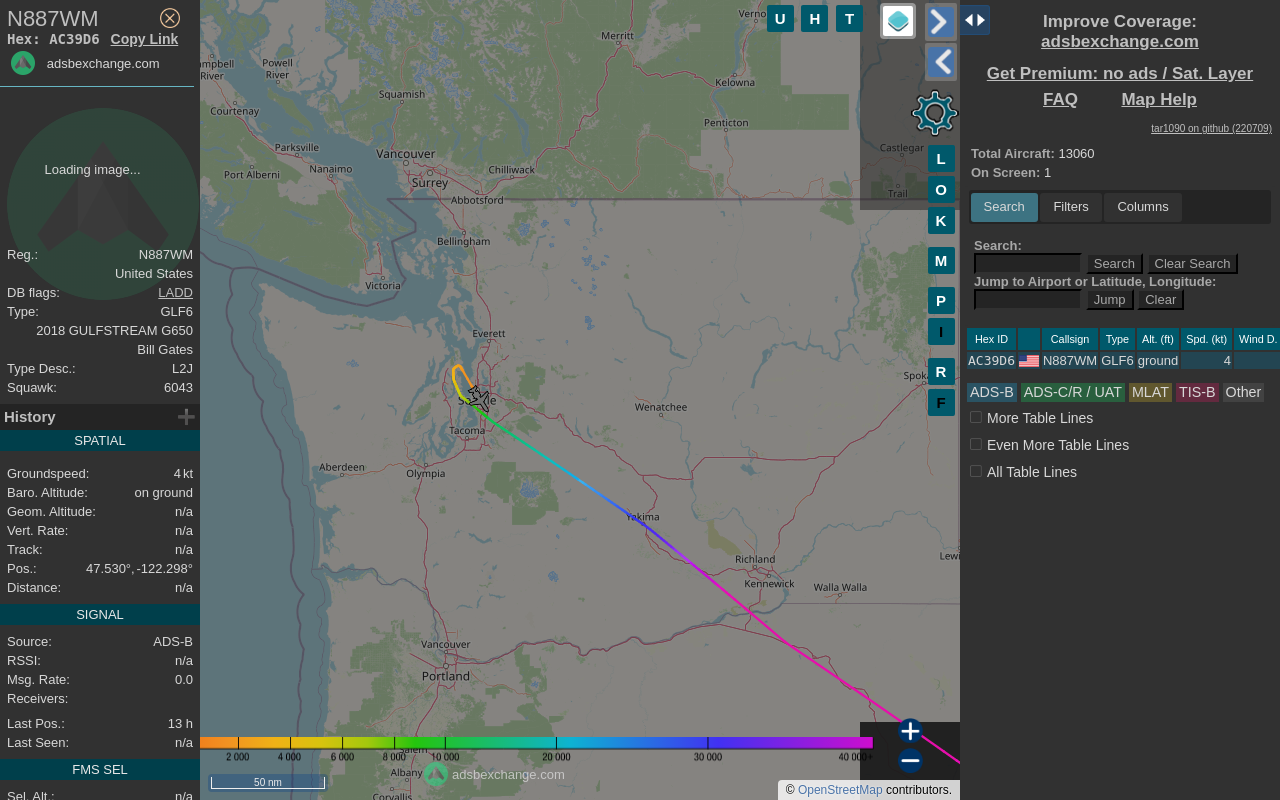 N887WM
Hex: AC39D6 Copy Link
adsbexchange.com
Loading image...
Reg.: N887WM
United States
DB flags: LADD
Type: GLF6
2018 GULFSTREAM G650
Bill Gates
Type Desc.: L2J
Squawk: 6043
History
SPATIAL
Groundspeed: 4 kt
Baro. Altitude: on ground
Geom. Altitude: n/a
Vert. Rate: n/a
Track: n/a
Pos.: 47.530°, -122.298°
Distance: n/a
SIGNAL
Source: ADS-B
RSSI: n/a
Msg. Rate: 0.0
Receivers:
Last Pos.: 13 h
Last Seen: n/a
FMS SEL
Sel. Alt.: n/a
U H T
L
O
K
M
P
I
R
F
Merritt
Powell
River
River
Squamish
Kelowna
Courtenay
Penticton
Parksville
Vancouver
Castlegar
Nanaimo
Port Alberni
Surrey
Chilliwack
Trail
Abbotsford
Bellingham
Victoria
Everett
Wenatchee
Tacoma
Aberdeen
Olympia
Yakima
Richland
Kennewick
Walla Walla
Vancouver
Portland
Albany
Corvallis
2 000 4 000 6 000 8 000 10 000 20 000 30 000 40 000+
adsbexchange.com
50 nm
© OpenStreetMap contributors.
Improve Coverage:
adsbexchange.com
Get Premium: no ads / Sat. Layer
FAQ Map Help
tar1090 on github (220709)
Total Aircraft: 13060
On Screen: 1
Search Filters Columns
Search:
Search Clear Search
Jump to Airport or Latitude, Longitude:
Jump Clear
Hex ID Callsign Type Alt. (ft) Spd. (kt) Wind D.
AC39D6 N887WM GLF6 ground 4
ADS-B ADS-C/R / UAT MLAT TIS-B Other
More Table Lines
Even More Table Lines
All Table Lines